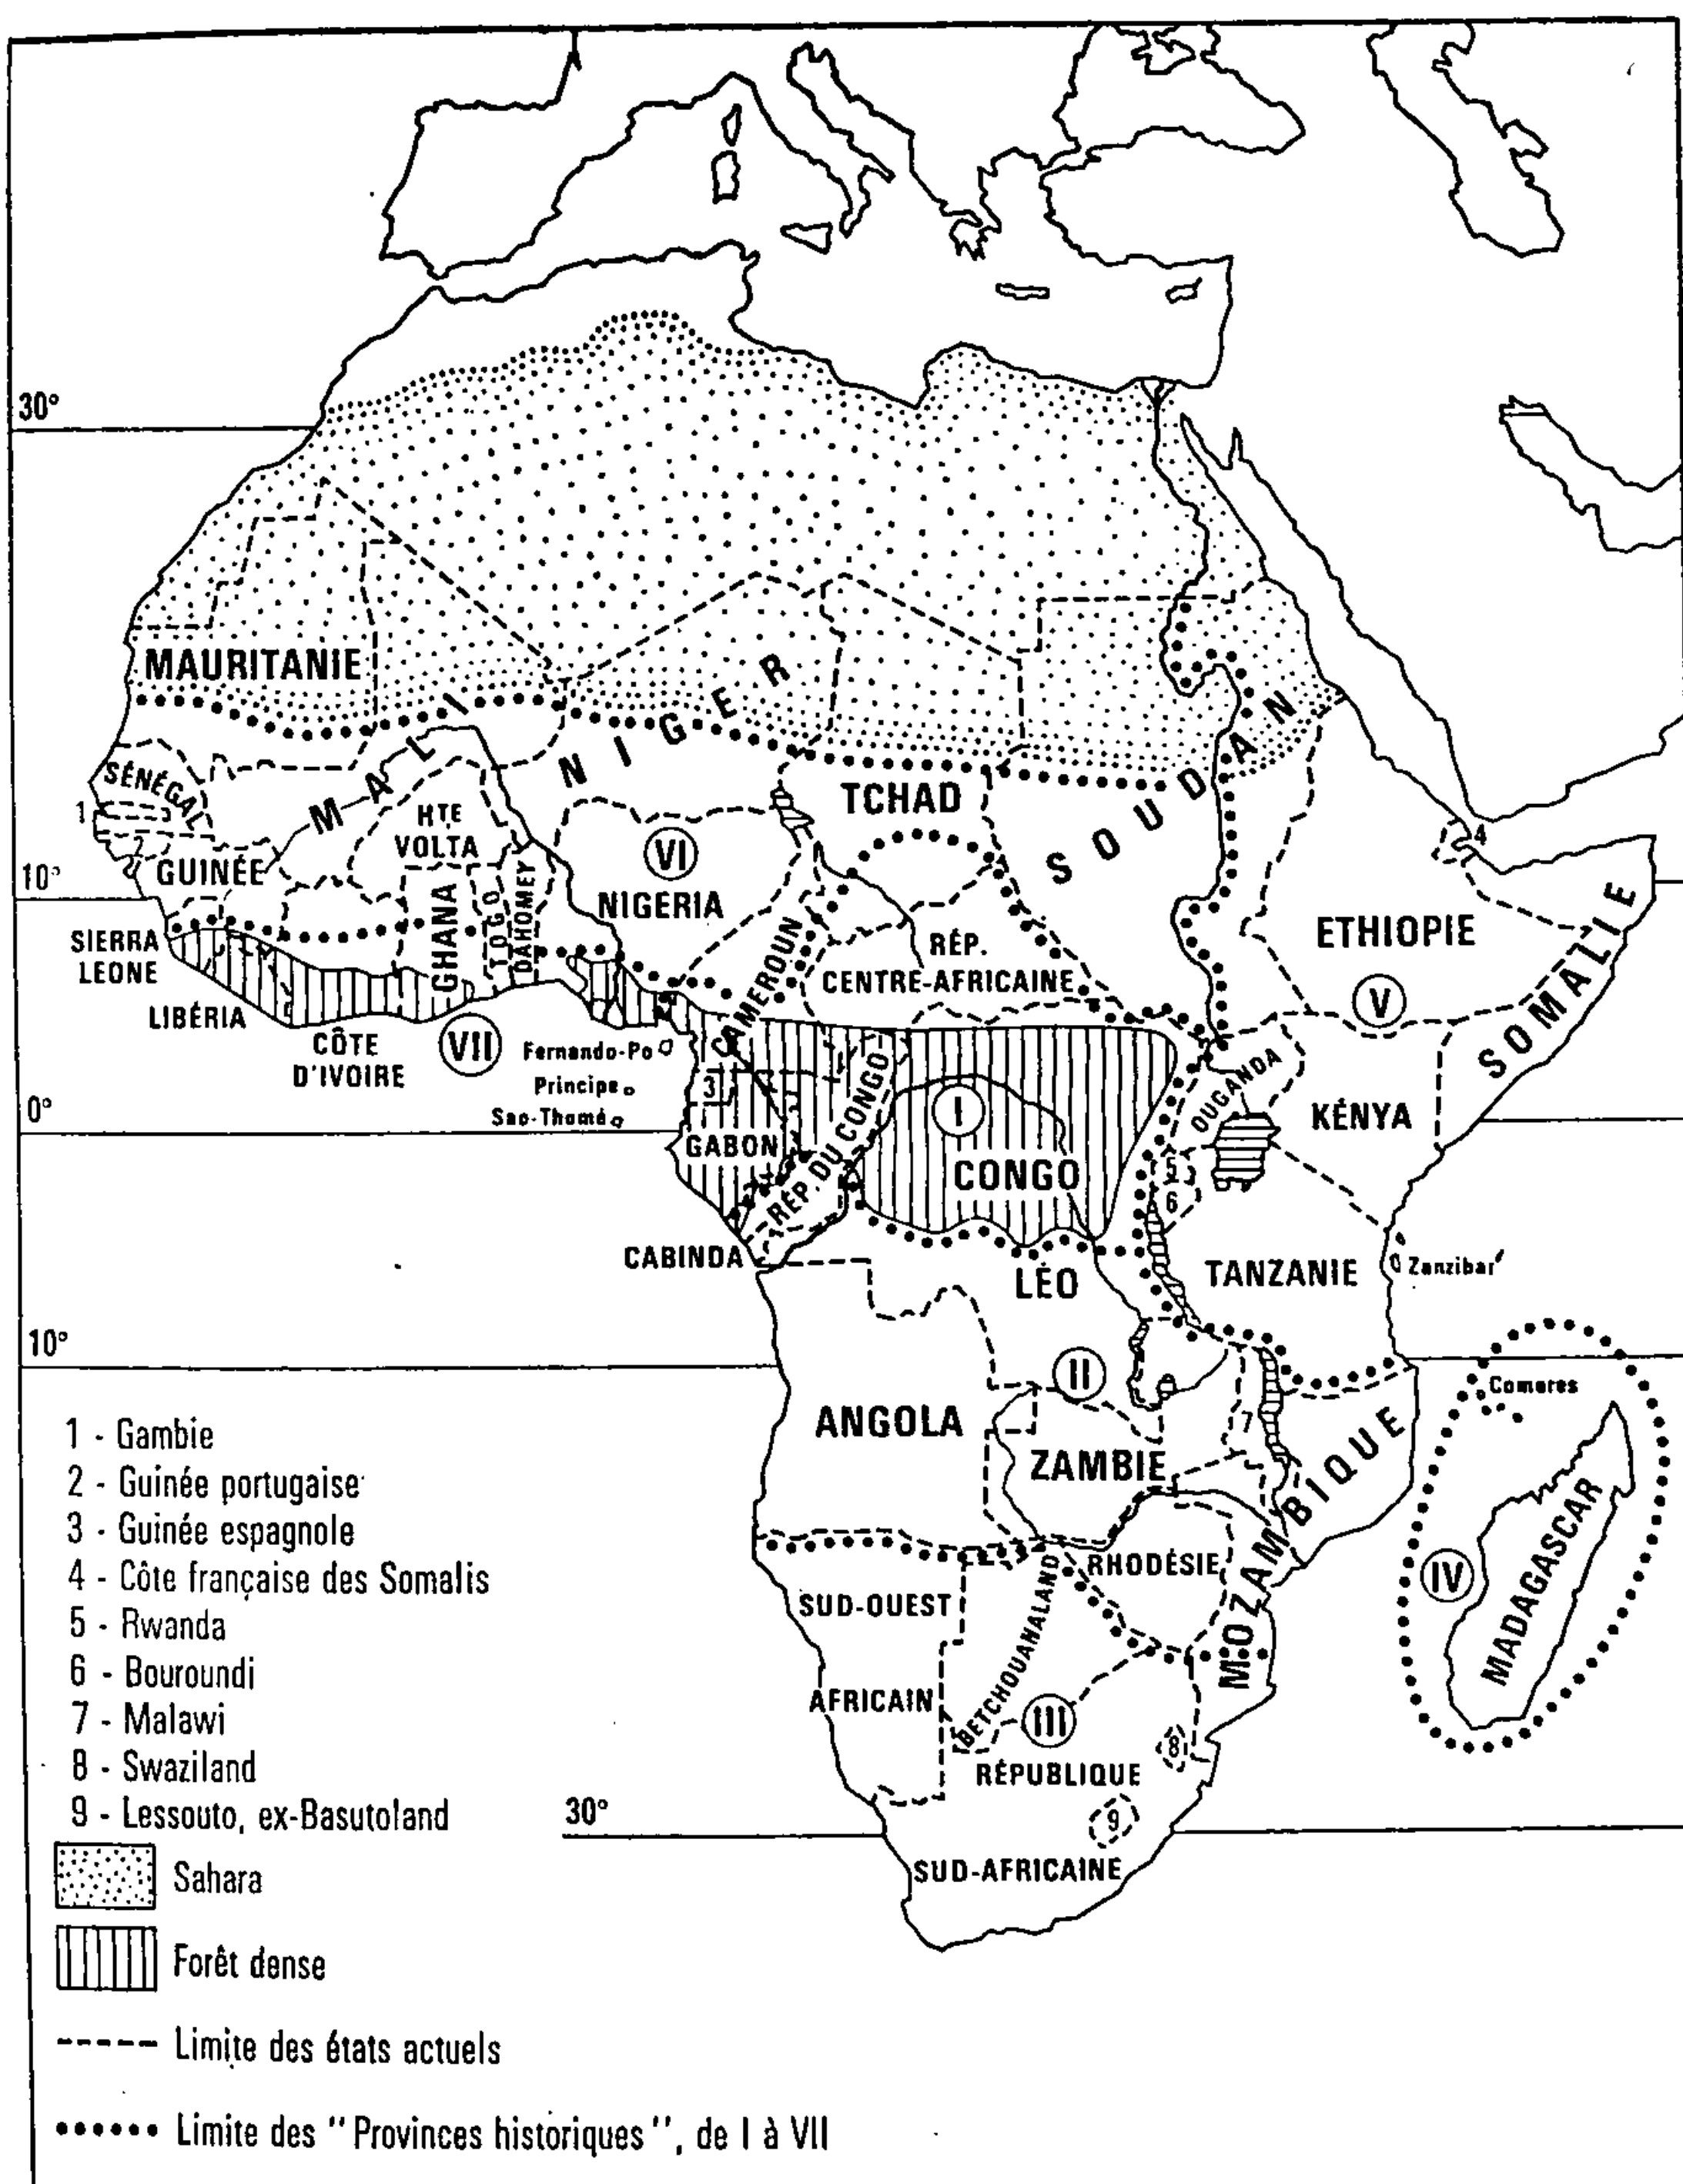 30°
MAURITANIE
MALI
NIGER
SOUDAN
TCHAD
SÉNÉGAL
1
2
GUINÉE
HTE
VOLTA
VI
NIGERIA
4
10°
GHANA
TOGO
DAHOMEY
CAMEROUN
RÉP.
CENTRE-AFRICAINE
ETHIOPIE
V
SOMALIE
SIERRA
LEONE
LIBÉRIA
CÔTE
D'IVOIRE
VII
Fernando-Po
Principe
Sao-Thomé
3
0°
GABON
RÉP. DU CONGO
I
CONGO
OUGANDA
KÉNYA
5
6
CABINDA
LÉO
TANZANIE
Zanzibar
10°
II
ANGOLA
ZAMBIE
7
MOZAMBIQUE
Comores
IV
MADAGASCAR
RHODÉSIE
SUD-OUEST
AFRICAIN
BETCHOUANALAND
III
RÉPUBLIQUE
SUD-AFRICAINE
8
9
30°
1 - Gambie
2 - Guinée portugaise
3 - Guinée espagnole
4 - Côte française des Somalis
5 - Rwanda
6 - Bouroundi
7 - Malawi
8 - Swaziland
9 - Lessouto, ex-Basutoland
Sahara
Forêt dense
Limite des états actuels
Limite des "Provinces historiques", de I à VII